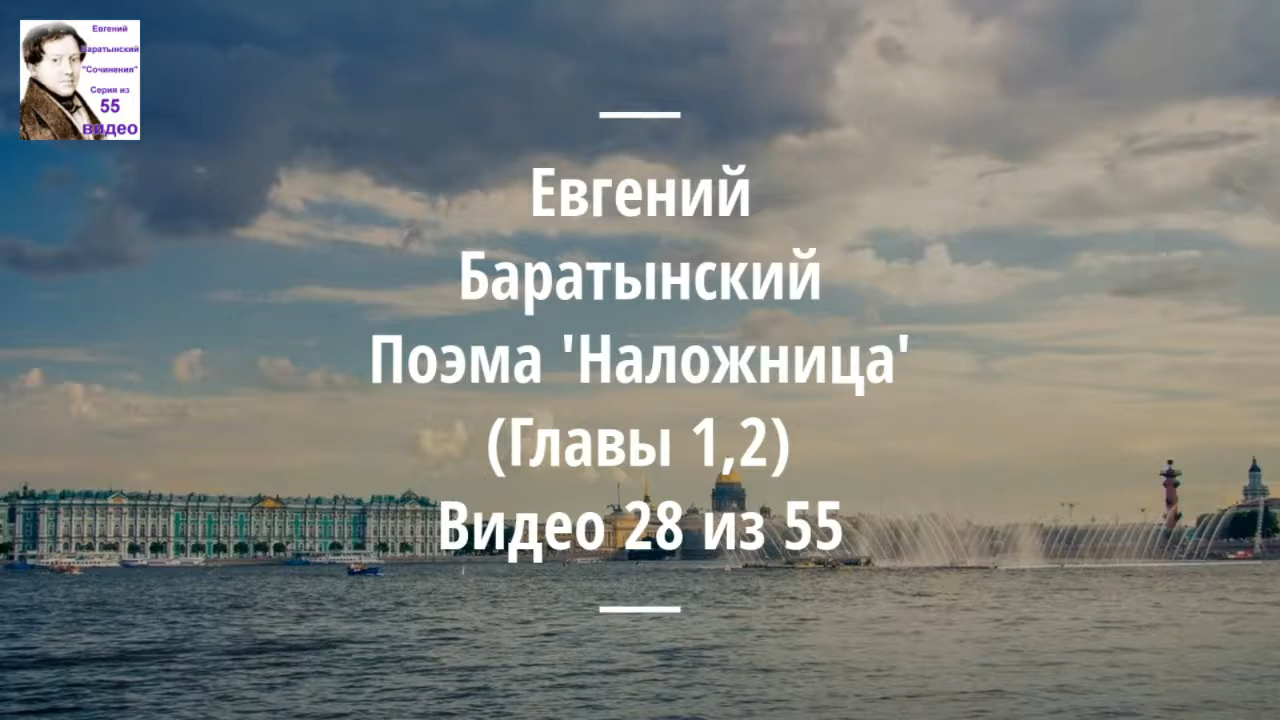 Евгений
Баратынский
"Сочинения"
Серия из
55
видео
Евгений
Баратынский
Поэма 'Наложница'
(Главы 1,2)
Видео 28 из 55